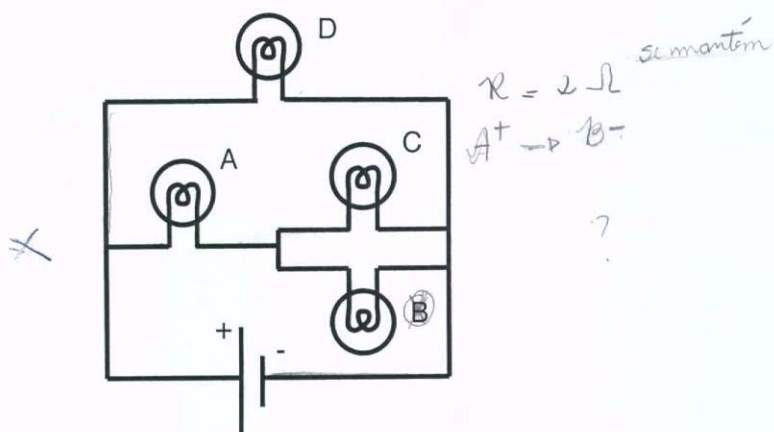 D
se mantém
R = 2 Ω
A⁺ → B⁻
A
C
?
B
+
-